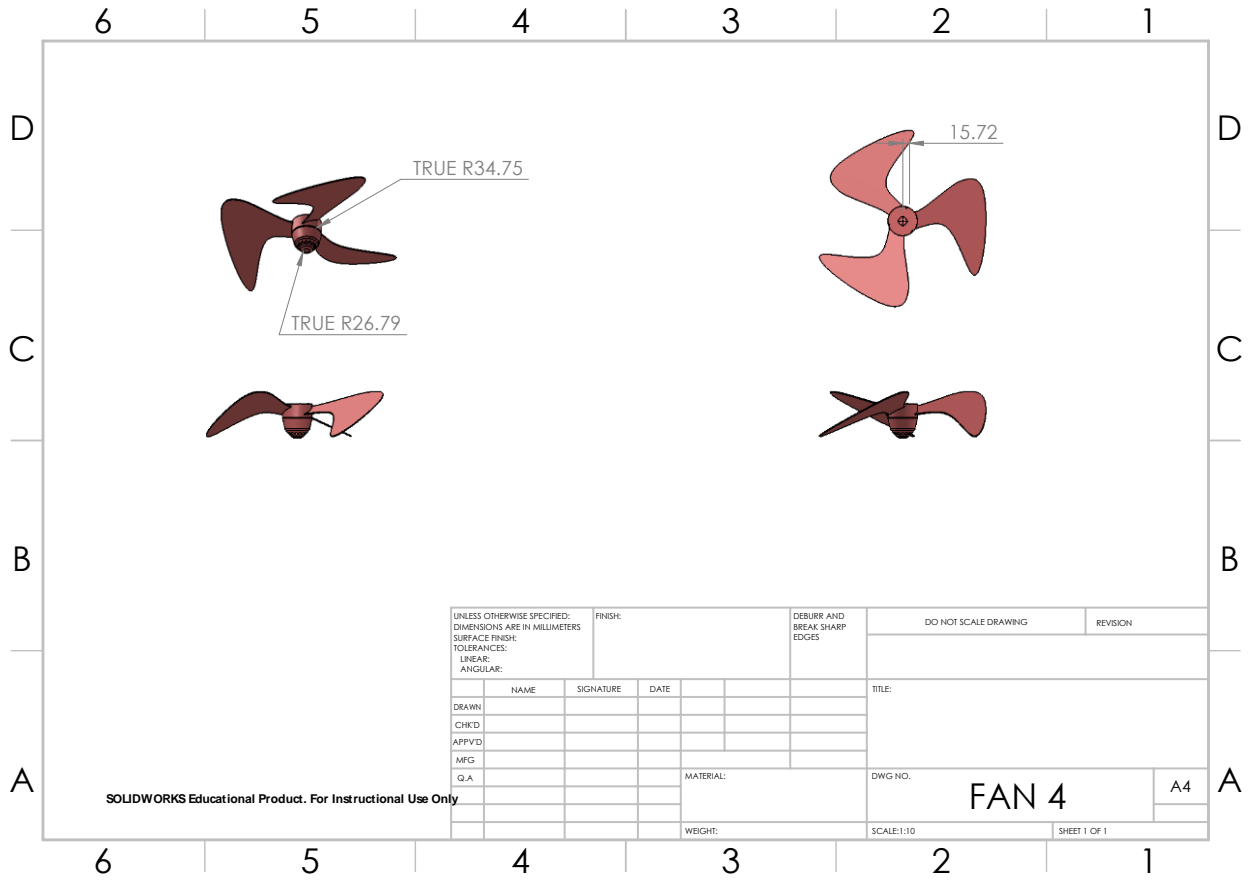 6 5 4 3 2 1
D D
15.72
TRUE R34.75
TRUE R26.79
C C
B B
UNLESS OTHERWISE SPECIFIED:
DIMENSIONS ARE IN MILLIMETERS
SURFACE FINISH:
TOLERANCES:
LINEAR:
ANGULAR:
FINISH:
DEBURR AND
BREAK SHARP
EDGES
DO NOT SCALE DRAWING
REVISION
NAME SIGNATURE DATE
TITLE:
DRAWN
CHK'D
APPV'D
MFG
Q.A
MATERIAL:
DWG NO.
FAN 4
A4
A A
SOLIDWORKS Educational Product. For Instructional Use Only
WEIGHT:
SCALE:1:10
SHEET 1 OF 1
6 5 4 3 2 1